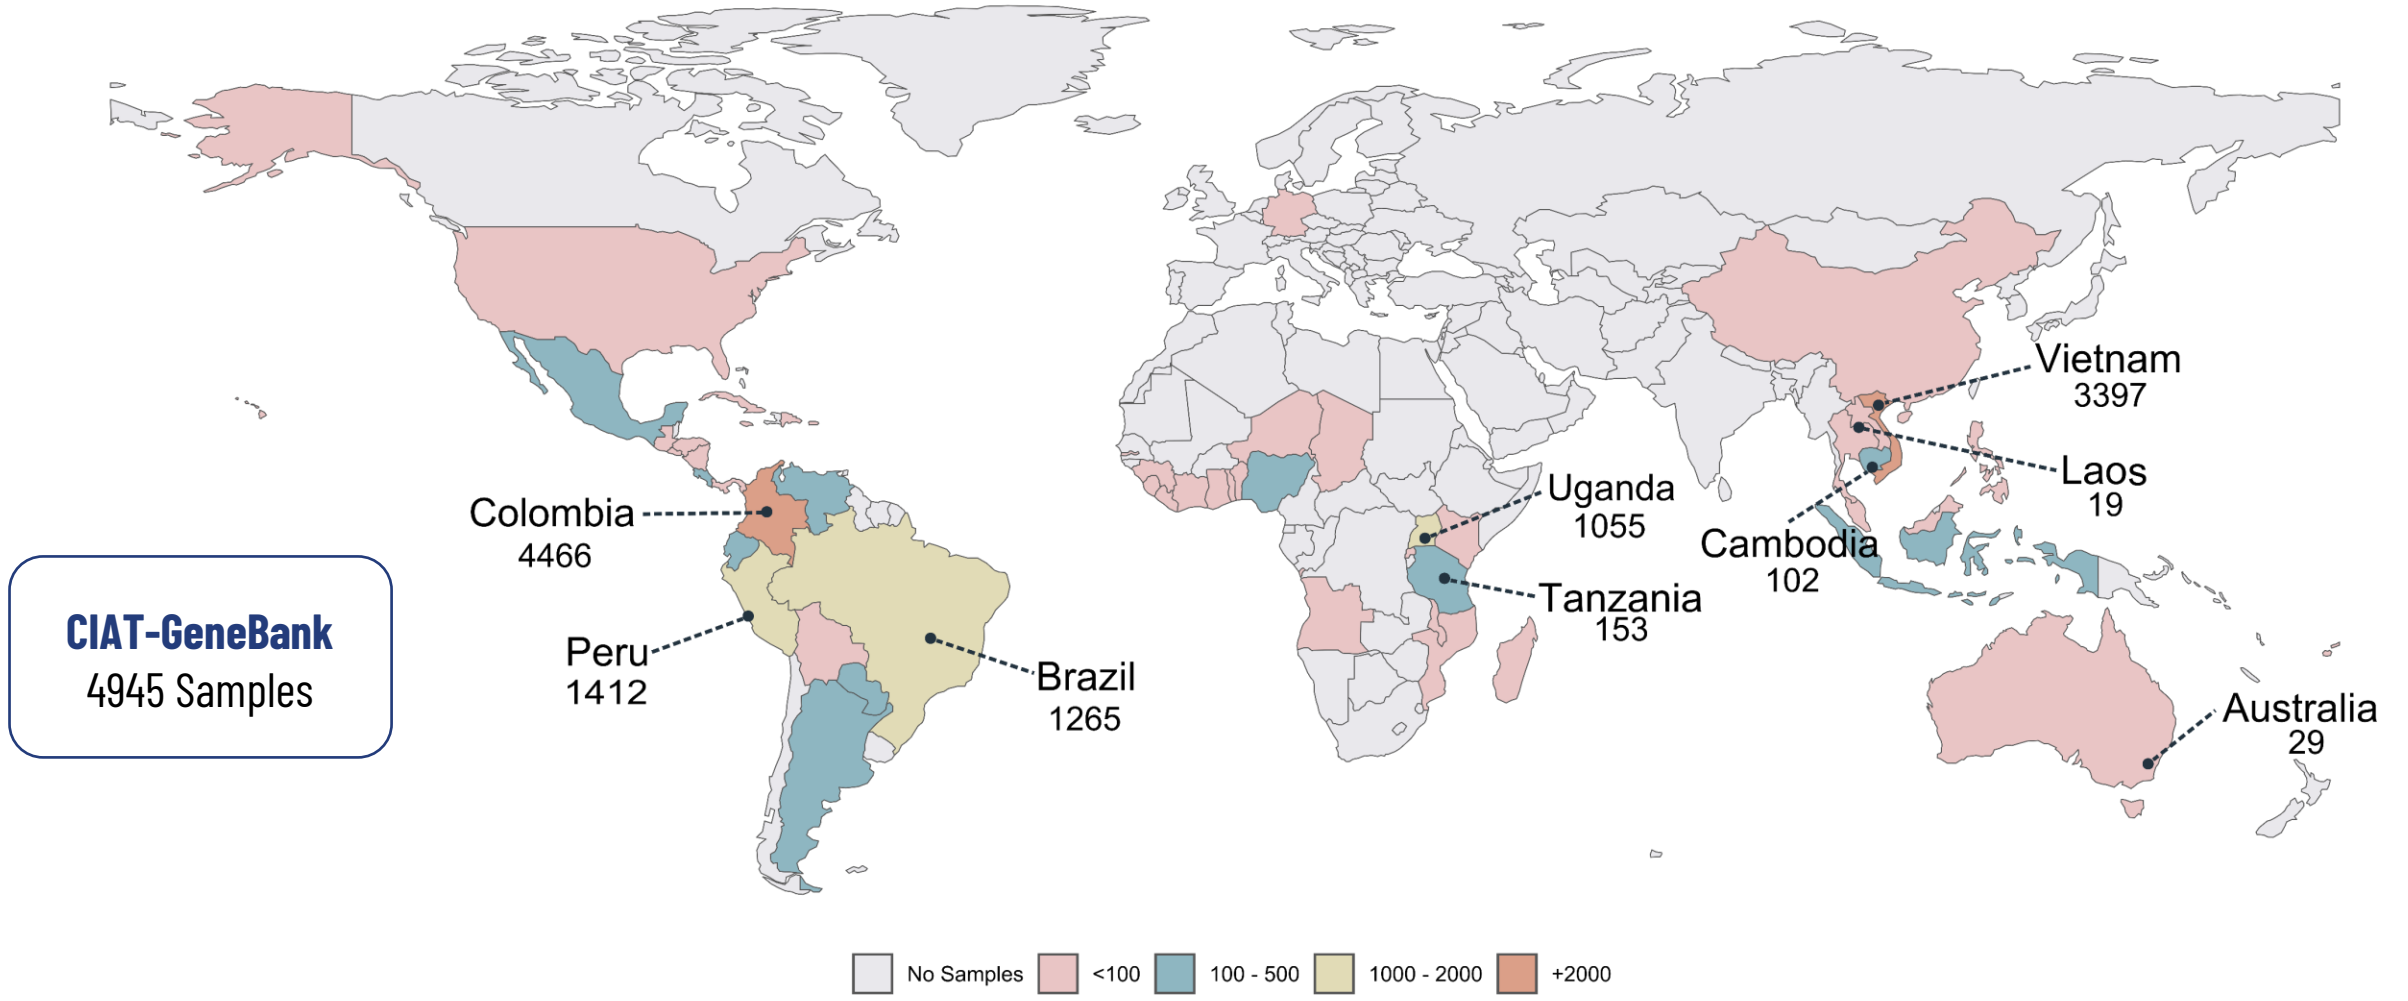 Vietnam
3397
Laos
19
Uganda
1055
Colombia
4466
Cambodia
102
Tanzania
153
CIAT-GeneBank
4945 Samples
Peru
1412
Brazil
1265
Australia
29
No Samples
<100
100 - 500
1000 - 2000
+2000